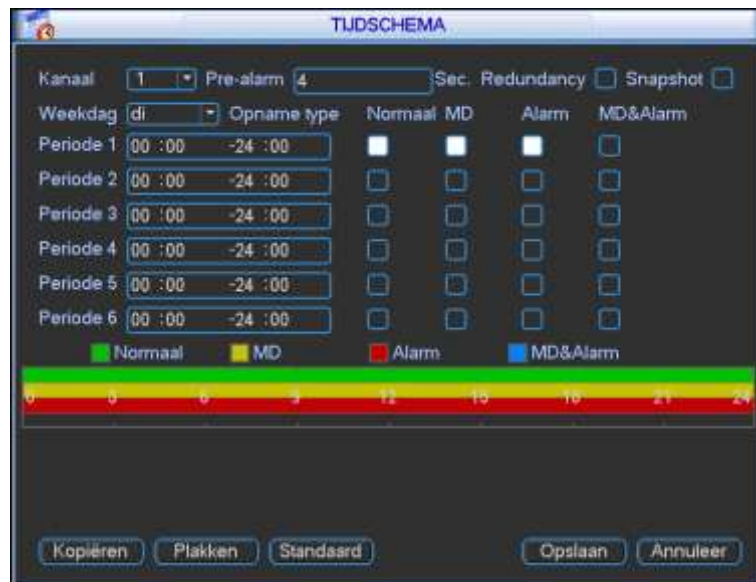 TIJDSCHEMA
Kanaal 1 Pre-alarm 4 Sec. Redundancy Snapshot
Weekdag di Opname type Normaal MD Alarm MD&Alarm
Periode 1 00 :00 -24 :00
Periode 2 00 :00 -24 :00
Periode 3 00 :00 -24 :00
Periode 4 00 :00 -24 :00
Periode 5 00 :00 -24 :00
Periode 6 00 :00 -24 :00
Normaal MD Alarm MD&Alarm
0 3 6 9 12 15 18 21 24
Kopiëren Plakken Standaard Opslaan Annuleer